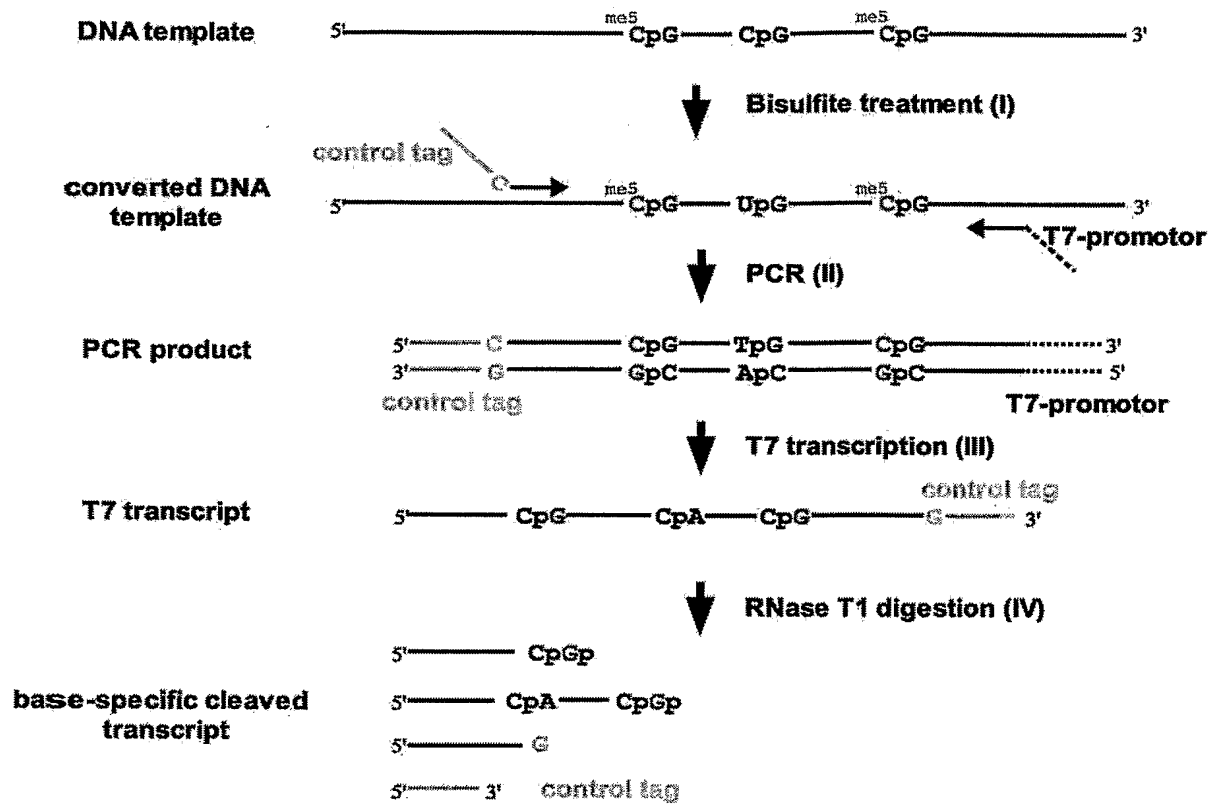 DNA template 5' me5 CpG CpG me5 CpG 3'
Bisulfite treatment (I)
control tag
C
converted DNA
template
5' me5 CpG UpG me5 CpG 3'
T7-promotor
PCR (II)
PCR product
5' C CpG TpG CpG 3'
3' G GpC ApC GpC 5'
control tag
T7-promotor
T7 transcription (III)
control tag
T7 transcript 5' CpG CpA CpG G 3'
RNase T1 digestion (IV)
5' CpGp
base-specific cleaved
transcript
5' CpA CpGp
5' G
5' 3' control tag